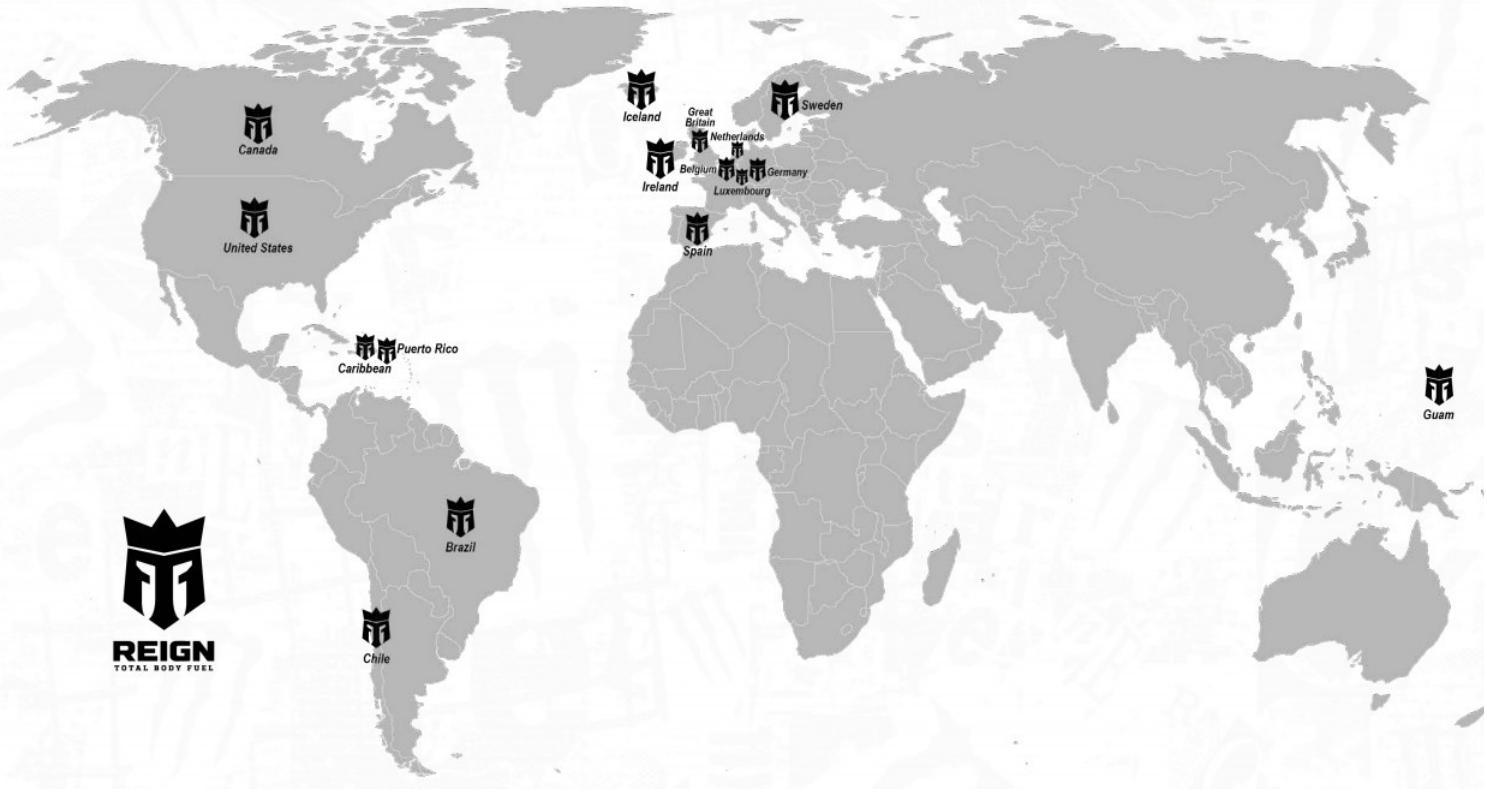 Iceland
Sweden
Great
Britain
Canada
Netherlands
Belgium
Germany
Ireland
Luxembourg
United States
Spain
Puerto Rico
Caribbean
Guam
Brazil
REIGN
TOTAL BODY FUEL
Chile